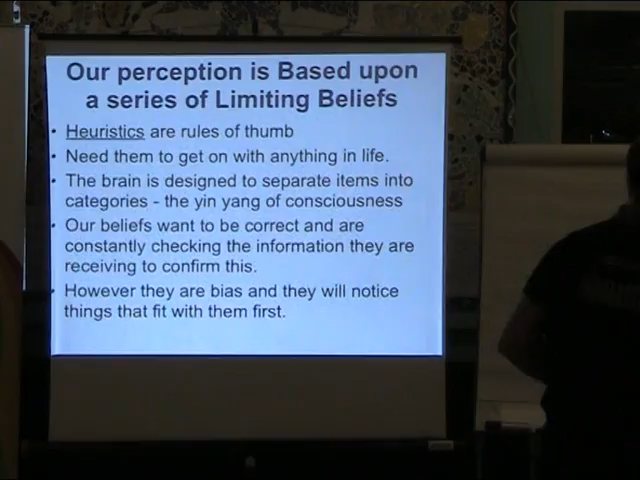 Our perception is Based upon
a series of Limiting Beliefs
• Heuristics are rules of thumb
• Need them to get on with anything in life.
• The brain is designed to separate items into
categories - the yin yang of consciousness
• Our beliefs want to be correct and are
constantly checking the information they are
receiving to confirm this.
• However they are bias and they will notice
things that fit with them first.